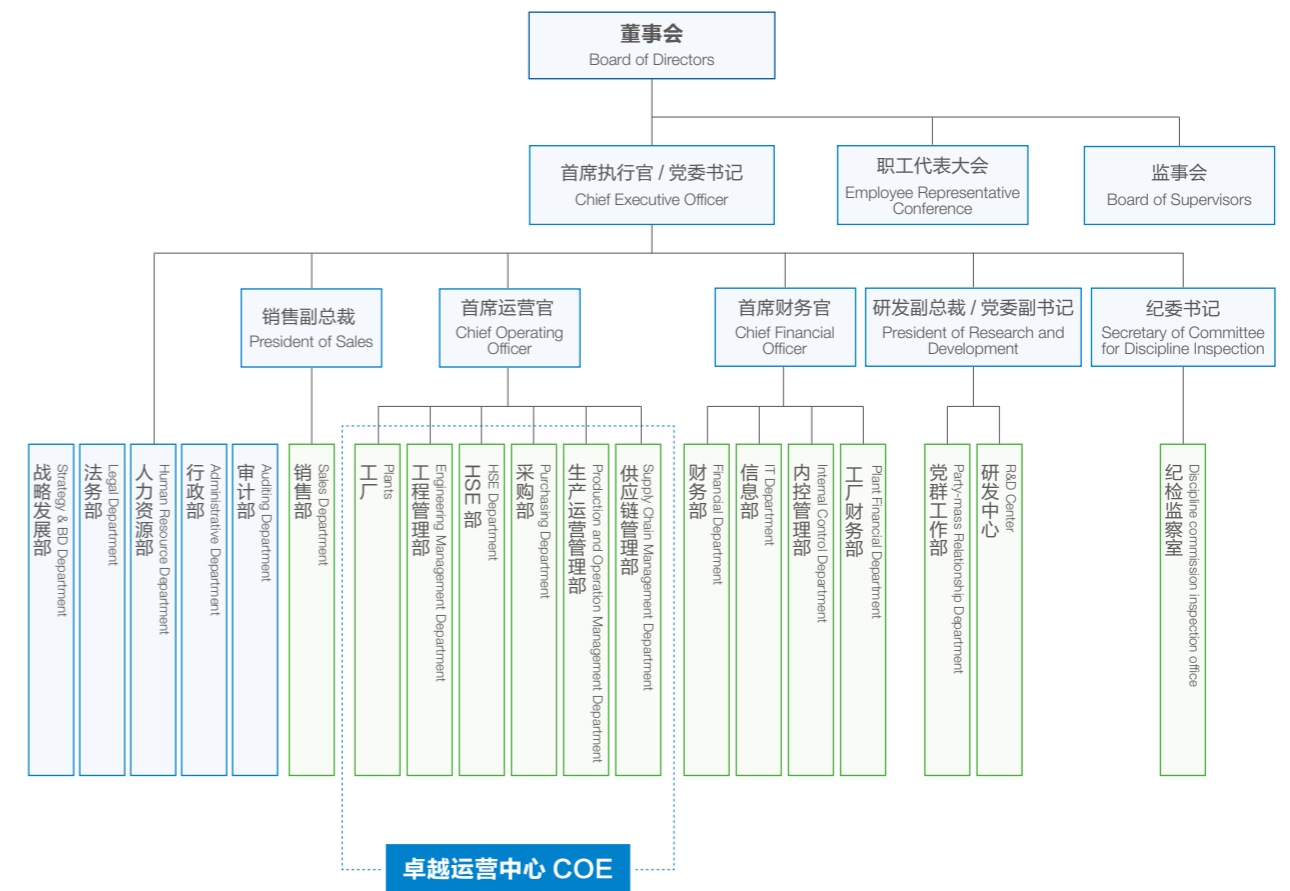 董事会
Board of Directors
首席执行官 / 党委书记
Chief Executive Officer
职工代表大会
Employee Representative
Conference
监事会
Board of Supervisors
销售副总裁
President of Sales
首席运营官
Chief Operating
Officer
首席财务官
Chief Financial
Officer
研发副总裁 / 党委副书记
President of Research and
Development
纪委书记
Secretary of Committee
for Discipline Inspection
战略发展部
Strategy & BD Department
法务部
Legal Department
人力资源部
Human Resource Department
行政部
Administrative Department
审计部
Auditing Department
销售部
Sales Department
工厂
Plants
工程管理部
Engineering Management Department
HSE 部
HSE Department
采购部
Purchasing Department
生产运营管理部
Production and Operation Management Department
供应链管理部
Supply Chain Management Department
财务部
Financial Department
信息部
IT Department
内控管理部
Internal Control Department
工厂财务部
Plant Financial Department
党群工作部
Party-mass Relationship Department
研发中心
R&D Center
纪检监察室
Discipline commission inspection office
卓越运营中心 COE